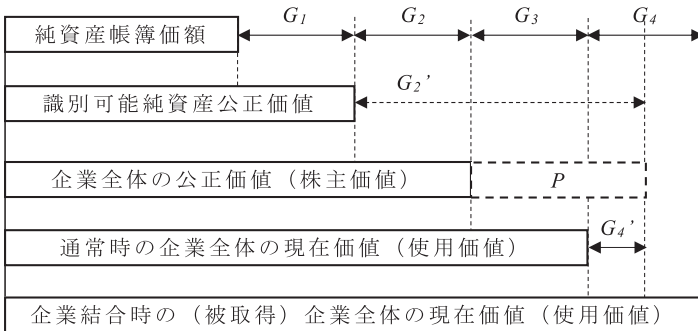 G1 G2 G3 G4
純資産帳簿価額
G2’
識別可能純資産公正価値
企業全体の公正価値（株主価値） P
G4’
通常時の企業全体の現在価値（使用価値）
企業結合時の（被取得）企業全体の現在価値（使用価値）